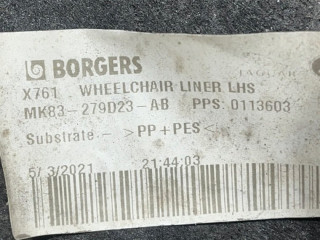 BORGERS
JAGUAR
X761 WHEELCHAIR LINER LHS
MK83-279D23-AB PPS: 0113603
Substrate - >PP+PES<
5/3/2021 21:44:03